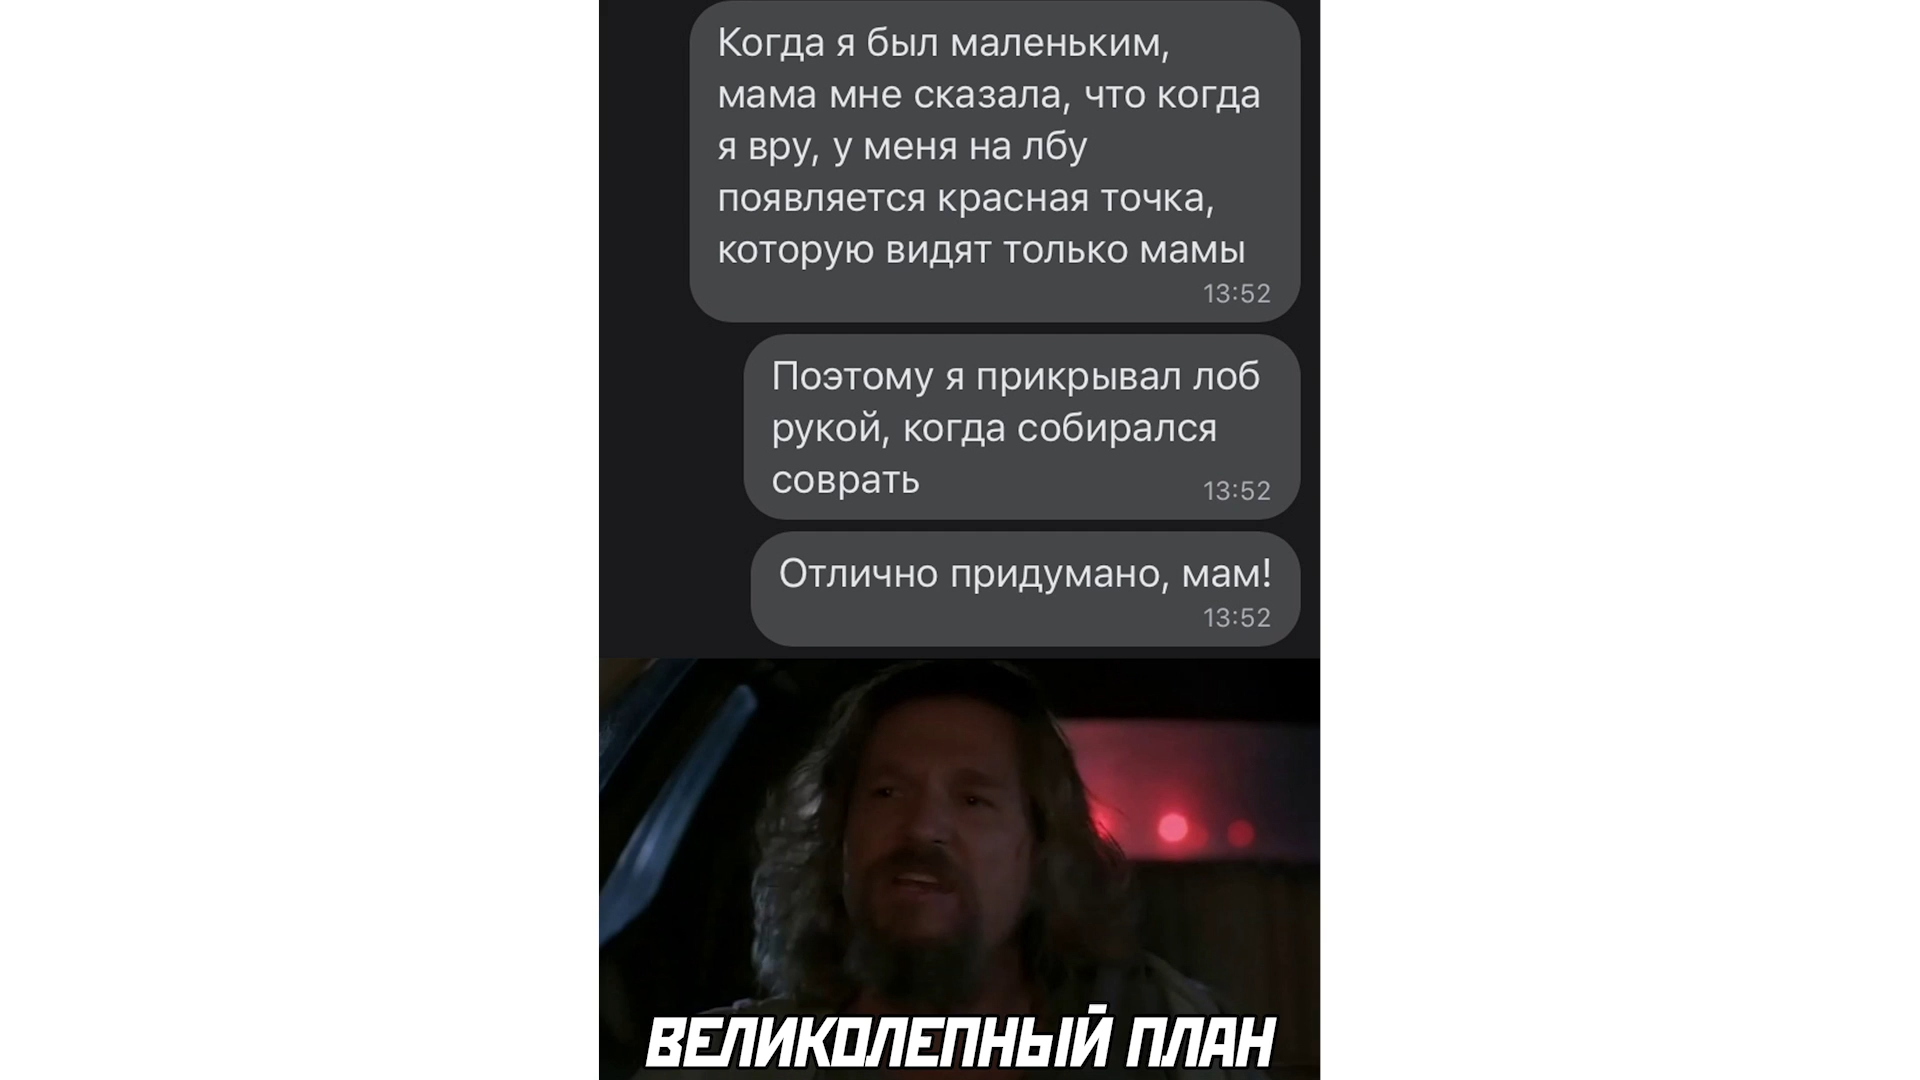 Когда я был маленьким,
мама мне сказала, что когда
я вру, у меня на лбу
появляется красная точка,
которую видят только мамы
13:52
Поэтому я прикрывал лоб
рукой, когда собирался
соврать
13:52
Отлично придумано, мам!
13:52
ВЕЛИКОЛЕПНЫЙ ПЛАН